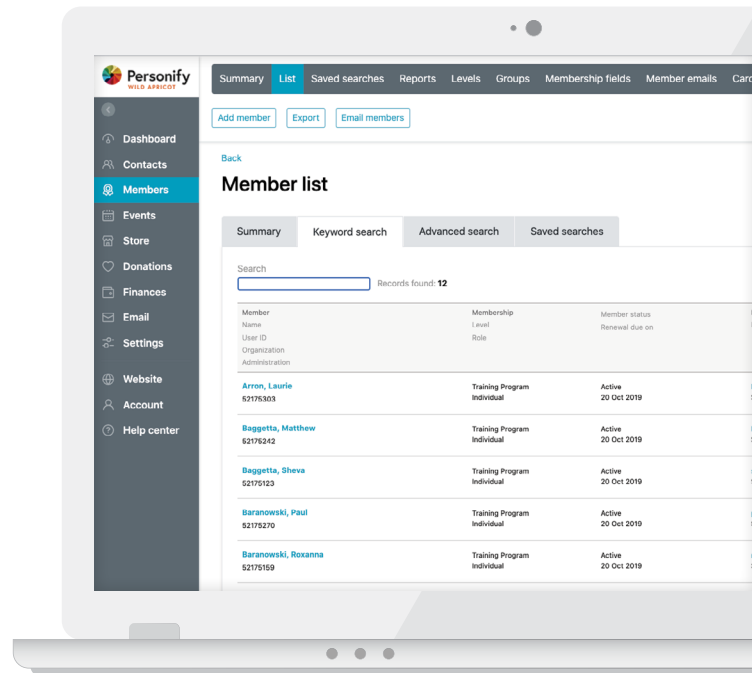 Personify
WILD APRICOT
Summary List Saved searches Reports Levels Groups Membership fields Member emails Card
Add member Export Email members
Dashboard
Contacts
Members
Events
Store
Donations
Finances
Email
Settings
Website
Account
Help center
Back
Member list
Summary Keyword search Advanced search Saved searches
Search
Records found: 12
Member Membership Member status
Name Level Renewal due on
User ID Role
Organization
Administration
Arron, Laurie Training Program Active
52175303 Individual 20 Oct 2019
Baggetta, Matthew Training Program Active
52175242 Individual 20 Oct 2019
Baggetta, Sheva Training Program Active
52175123 Individual 20 Oct 2019
Baranowski, Paul Training Program Active
52175270 Individual 20 Oct 2019
Baranowski, Roxanna Training Program Active
52175159 Individual 20 Oct 2019